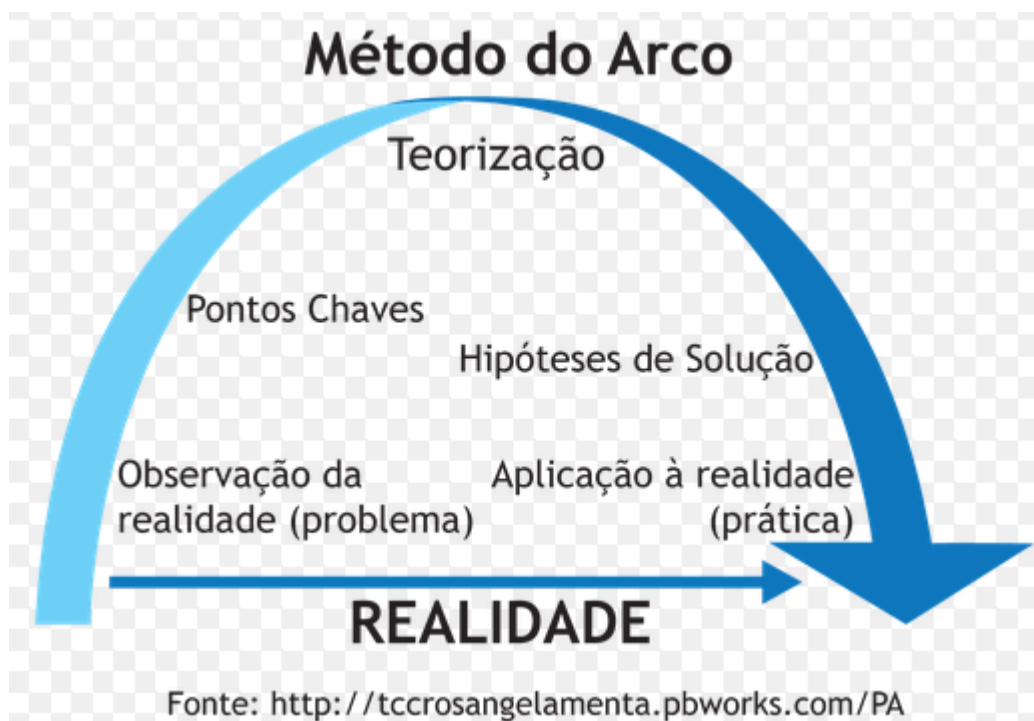 Método do Arco
Teorização
Pontos Chaves
Hipóteses de Solução
Observação da
realidade (problema)
Aplicação à realidade
(prática)
REALIDADE
Fonte: http://tccrosangelamenta.pbworks.com/PA